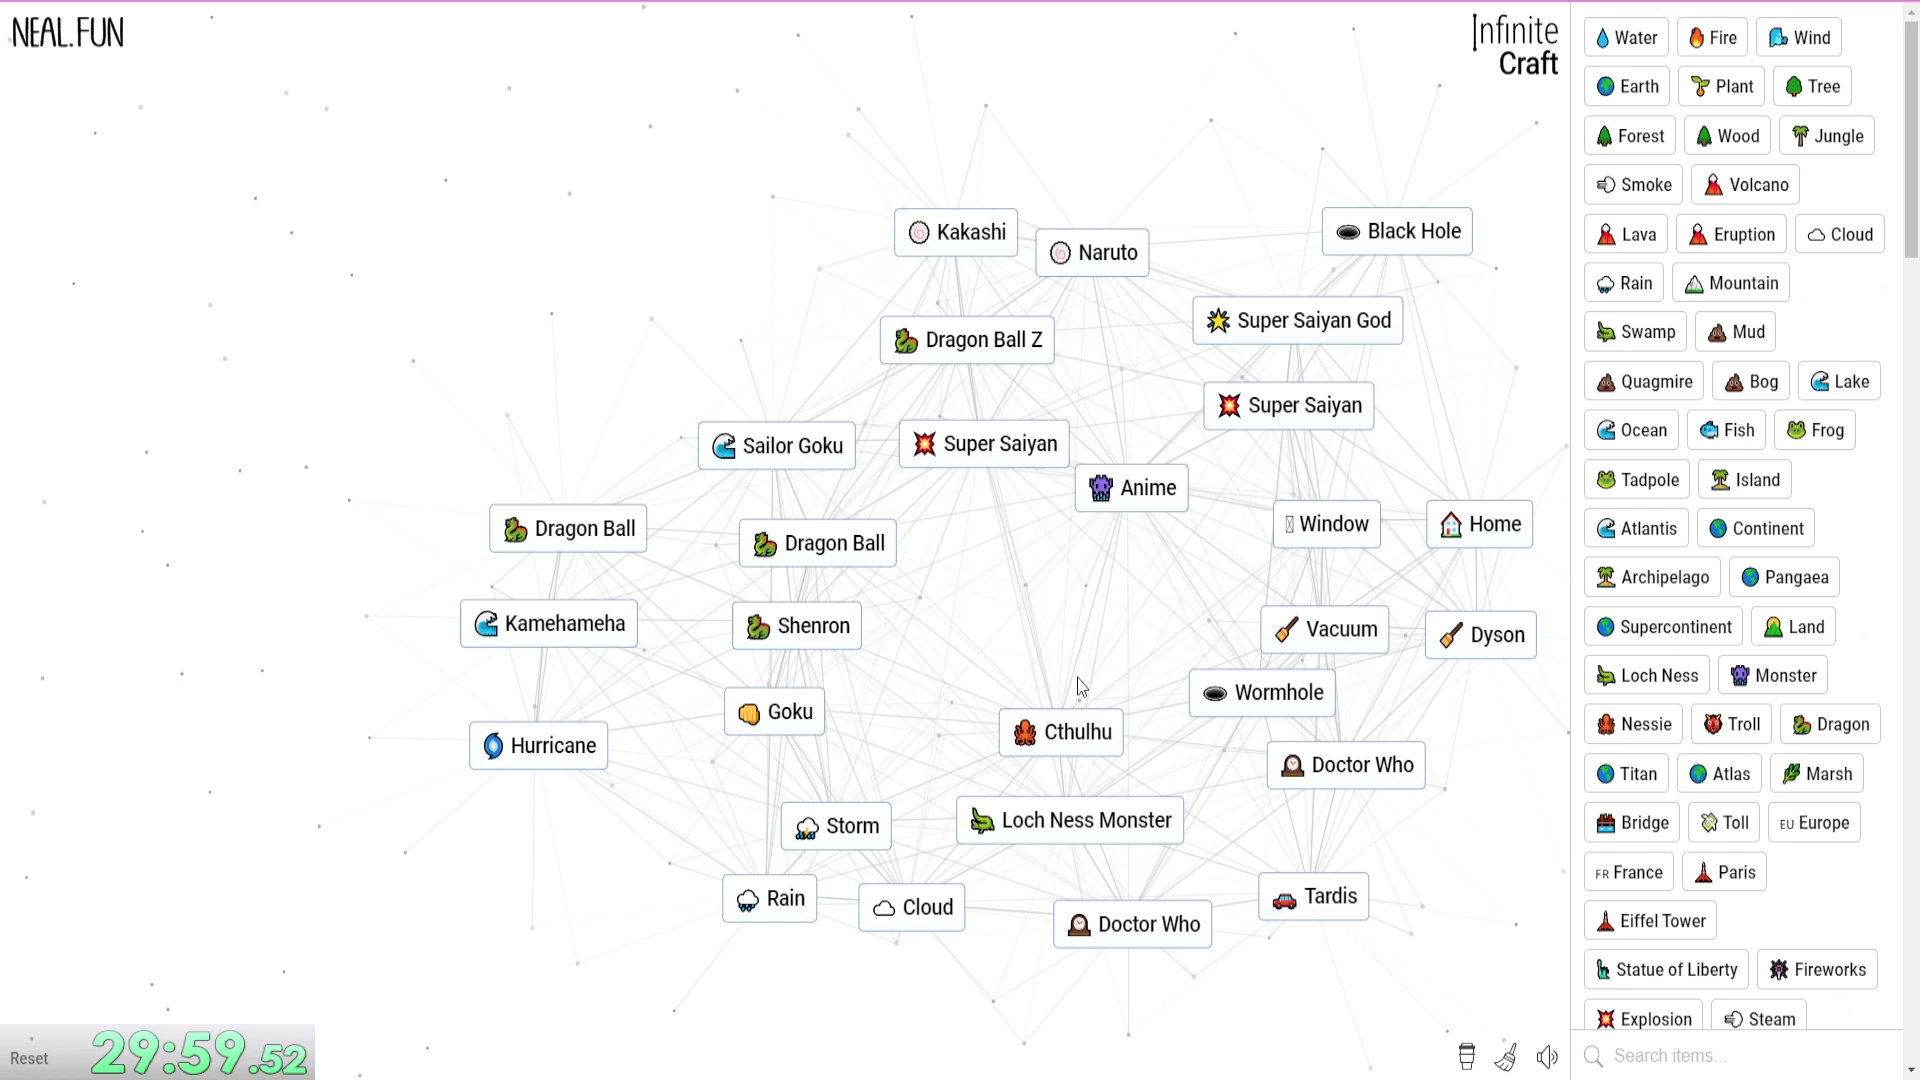 NEAL.FUN
Infinite
Craft
Kakashi
Naruto
Black Hole
Dragon Ball Z
Super Saiyan God
Super Saiyan
Sailor Goku
Super Saiyan
Anime
Dragon Ball
Dragon Ball
Window
Home
Kamehameha
Shenron
Vacuum
Dyson
Wormhole
Goku
Cthulhu
Hurricane
Doctor Who
Storm
Loch Ness Monster
Rain
Cloud
Doctor Who
Tardis
Reset
29:59.52
Water Fire Wind
Earth Plant Tree
Forest Wood Jungle
Smoke Volcano
Lava Eruption Cloud
Rain Mountain
Swamp Mud
Quagmire Bog Lake
Ocean Fish Frog
Tadpole Island
Atlantis Continent
Archipelago Pangaea
Supercontinent Land
Loch Ness Monster
Nessie Troll Dragon
Titan Atlas Marsh
Bridge Toll EU Europe
FR France Paris
Eiffel Tower
Statue of Liberty Fireworks
Explosion Steam
Search items...